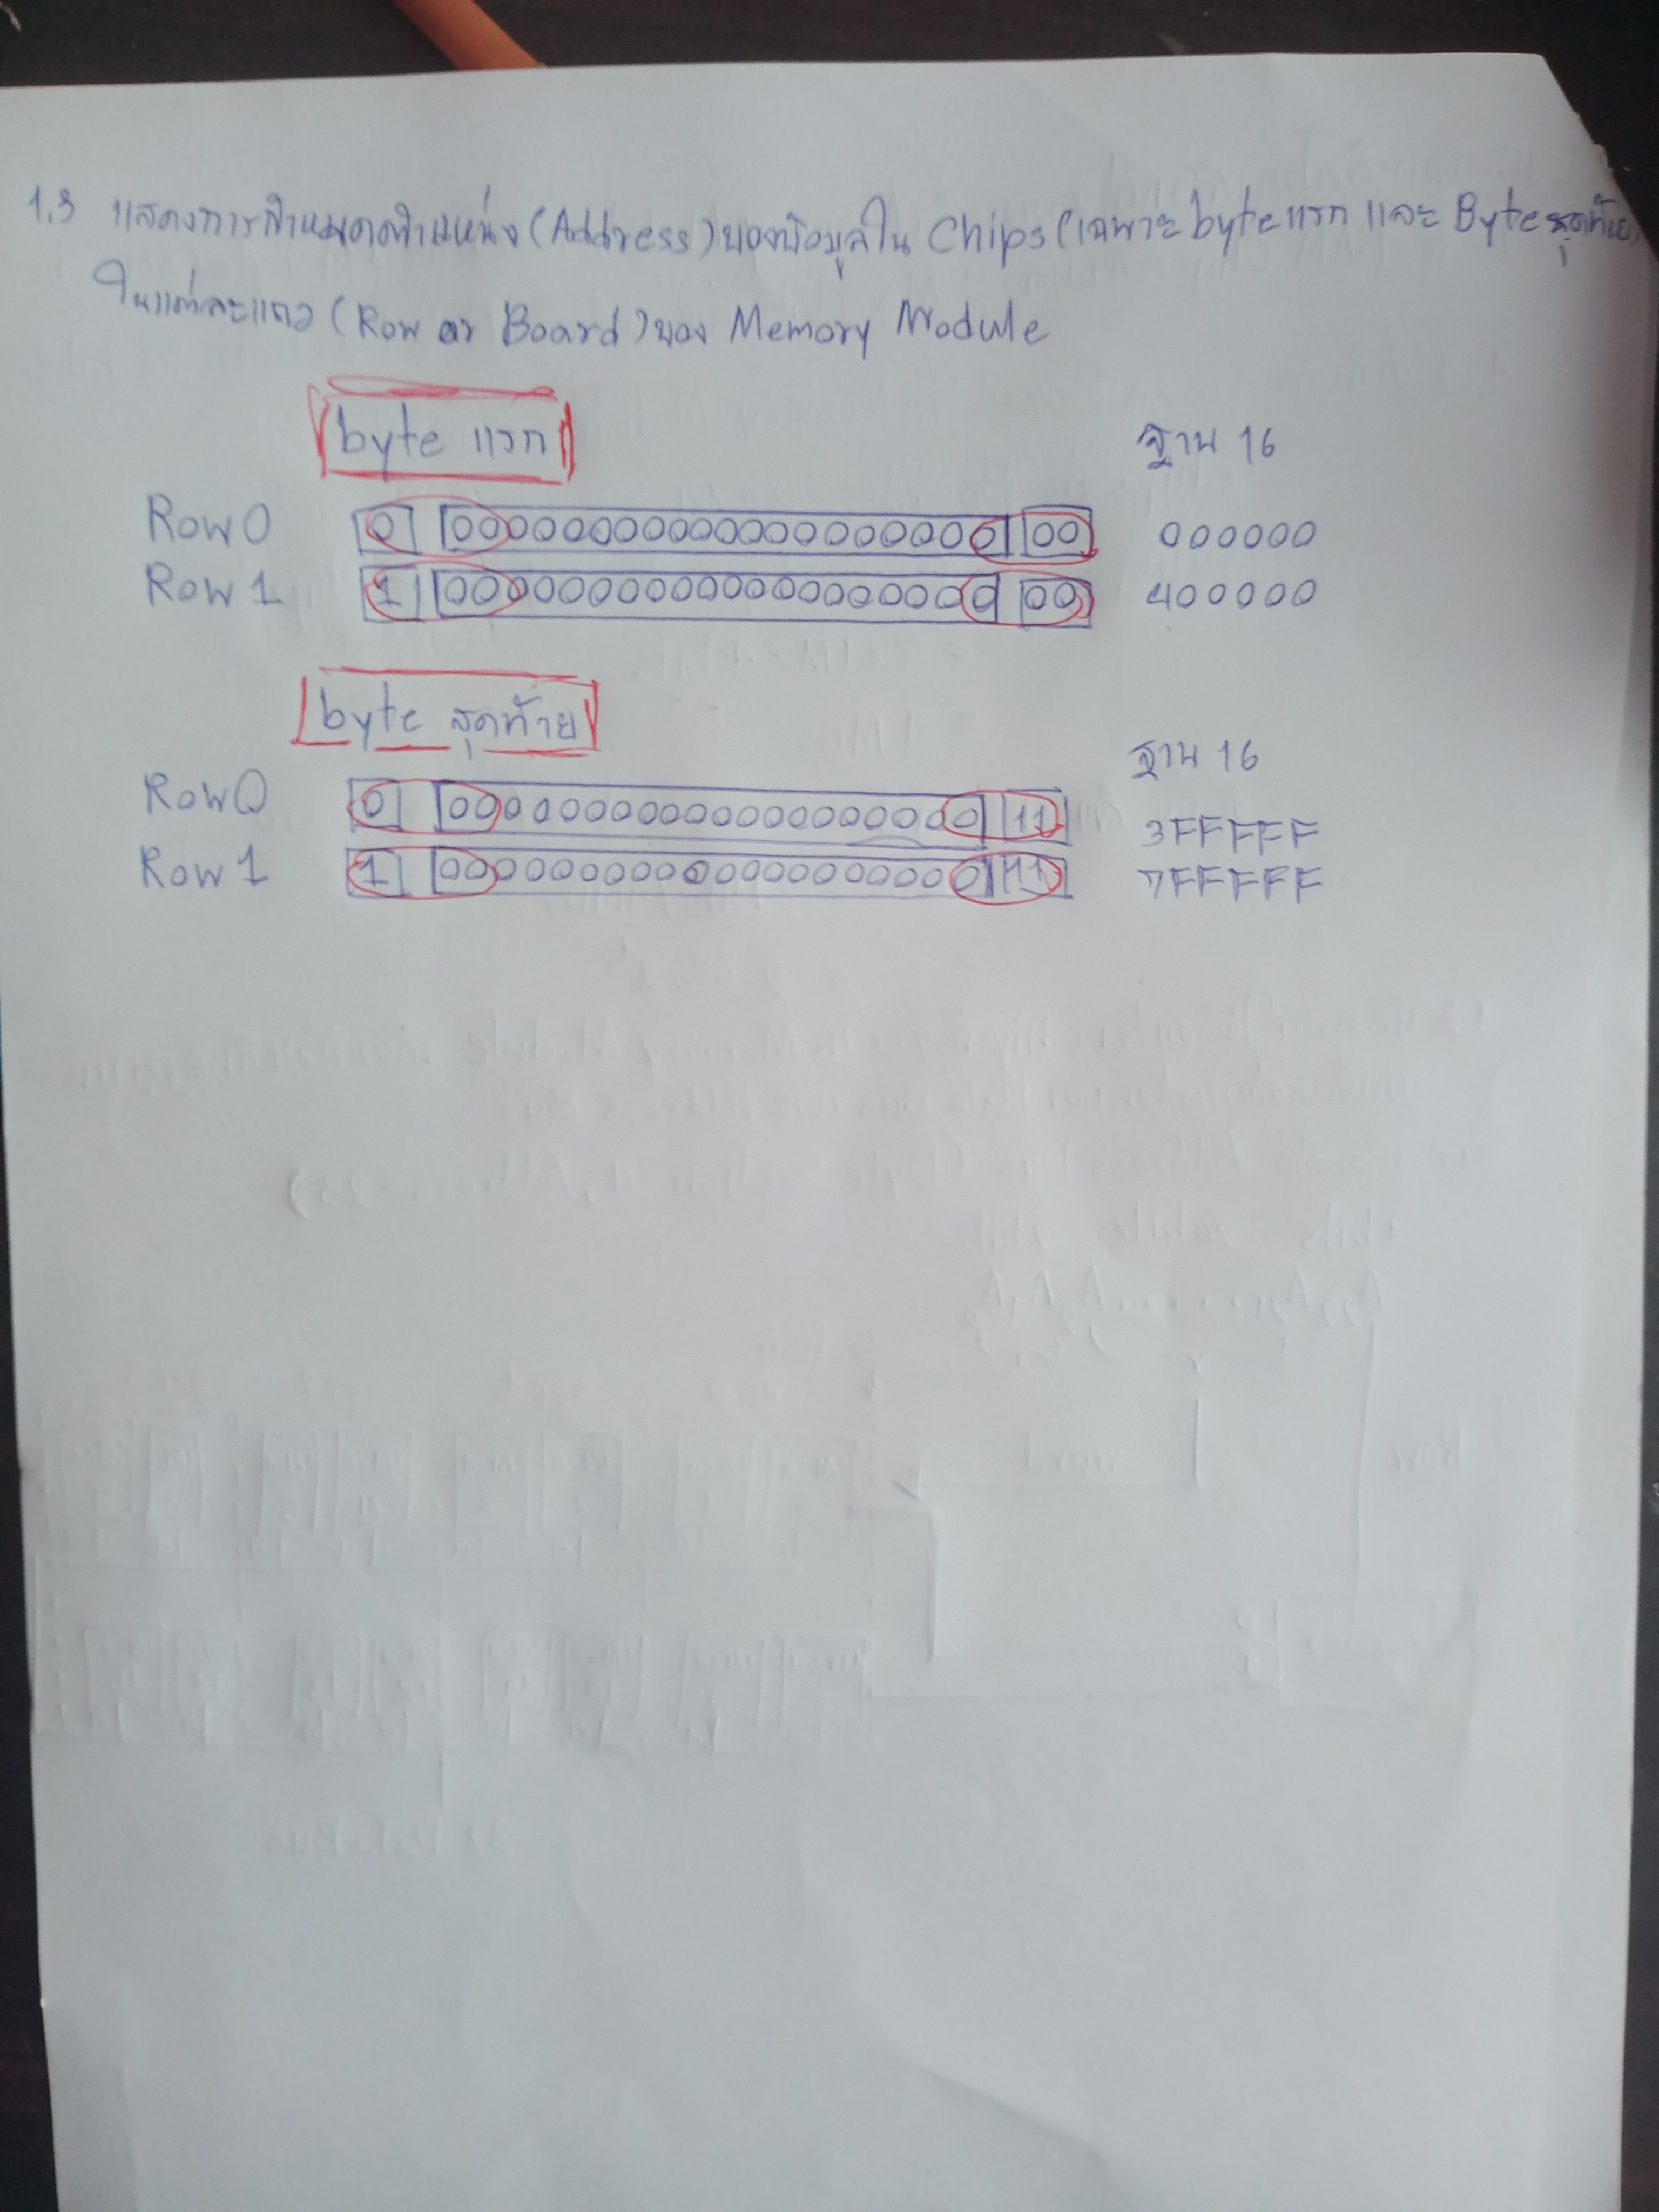 1.3 แสดงการกำหนดตำแหน่ง (Address) ของข้อมูลใน Chips (เฉพาะ byte แรก และ Byte สุดท้าย)
ในแต่ละแถว (Row or Board) ของ Memory Module
byte แรก
ฐาน 16
Row 0 0 00000000000000000000 00 000000
Row 1 1 00000000000000000000 00 400000
byte สุดท้าย
ฐาน 16
Row 0 0 00000000000000000000 11 3FFFFF
Row 1 1 00000000000000000000 11 7FFFFF